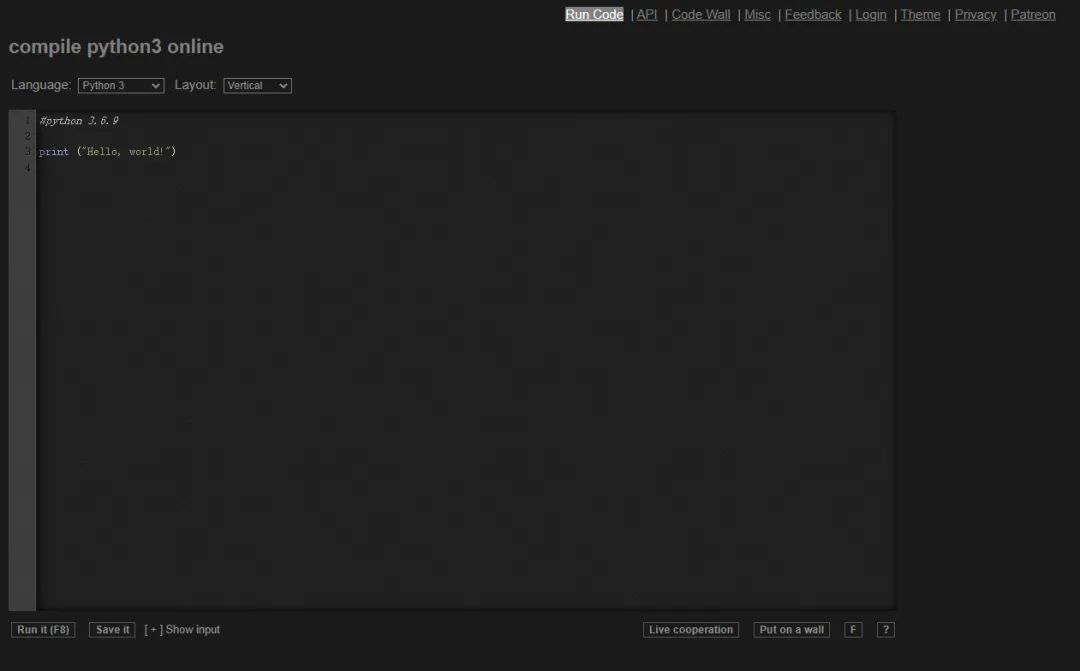 Run Code | API | Code Wall | Misc | Feedback | Login | Theme | Privacy | Patreon
compile python3 online
Language: Python 3 Layout: Vertical
1 #python 3.6.9
2
3 print ("Hello, world!")
4
Run it (F8) Save it [ + ] Show input Live cooperation Put on a wall F ?